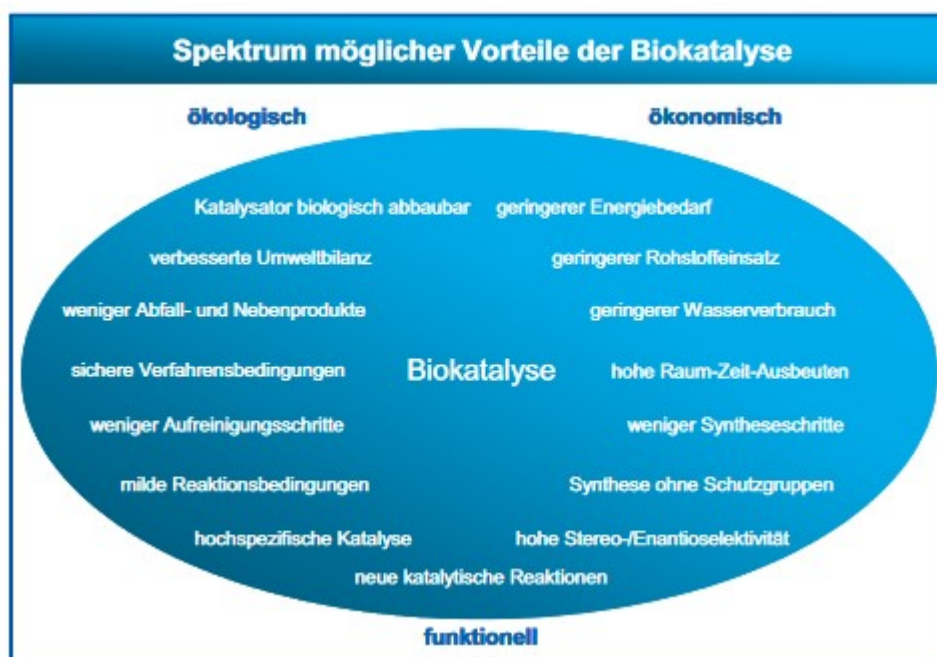 Spektrum möglicher Vorteile der Biokatalyse
ökologisch ökonomisch
Katalysator biologisch abbaubar geringerer Energiebedarf
verbesserte Umweltbilanz geringerer Rohstoffeinsatz
weniger Abfall- und Nebenprodukte geringerer Wasserverbrauch
sichere Verfahrensbedingungen Biokatalyse hohe Raum-Zeit-Ausbeuten
weniger Aufreinigungsschritte weniger Syntheseschritte
milde Reaktionsbedingungen Synthese ohne Schutzgruppen
hochspezifische Katalyse hohe Stereo-/Enantioselektivität
neue katalytische Reaktionen
funktionell